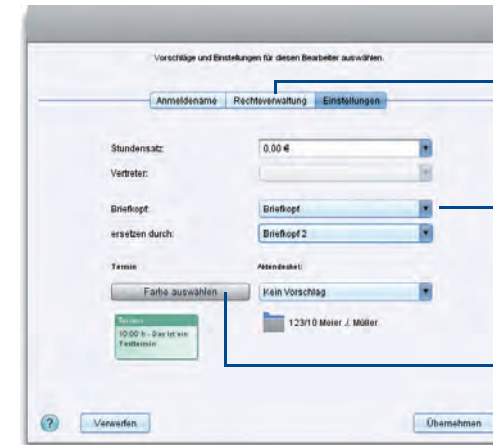 Vorschläge und Einstellungen für diesen Bearbeiter auswählen.
Anmeldename Rechteverwaltung Einstellungen
Stundensatz: 0,00 €
Vertreter:
Briefkopf: Briefkopf
ersetzen durch: Briefkopf 2
Termin Aktendeckel:
Farbe auswählen Kein Vorschlag
Termin
10:00 h - Das ist ein
Testtermin
123/10 Meier ./. Müller
? Verwerfen Übernehmen